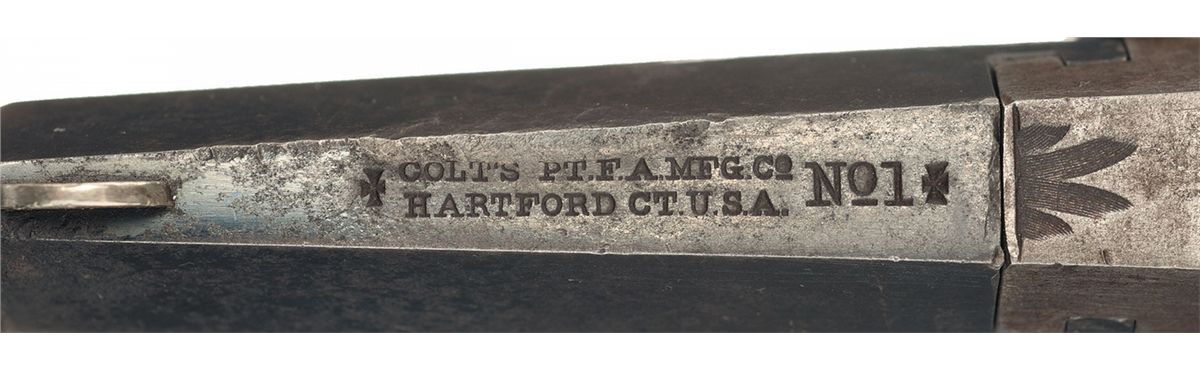 COLT'S PT.F.A.MFG.Cº Nº1
HARTFORD CT.U.S.A.